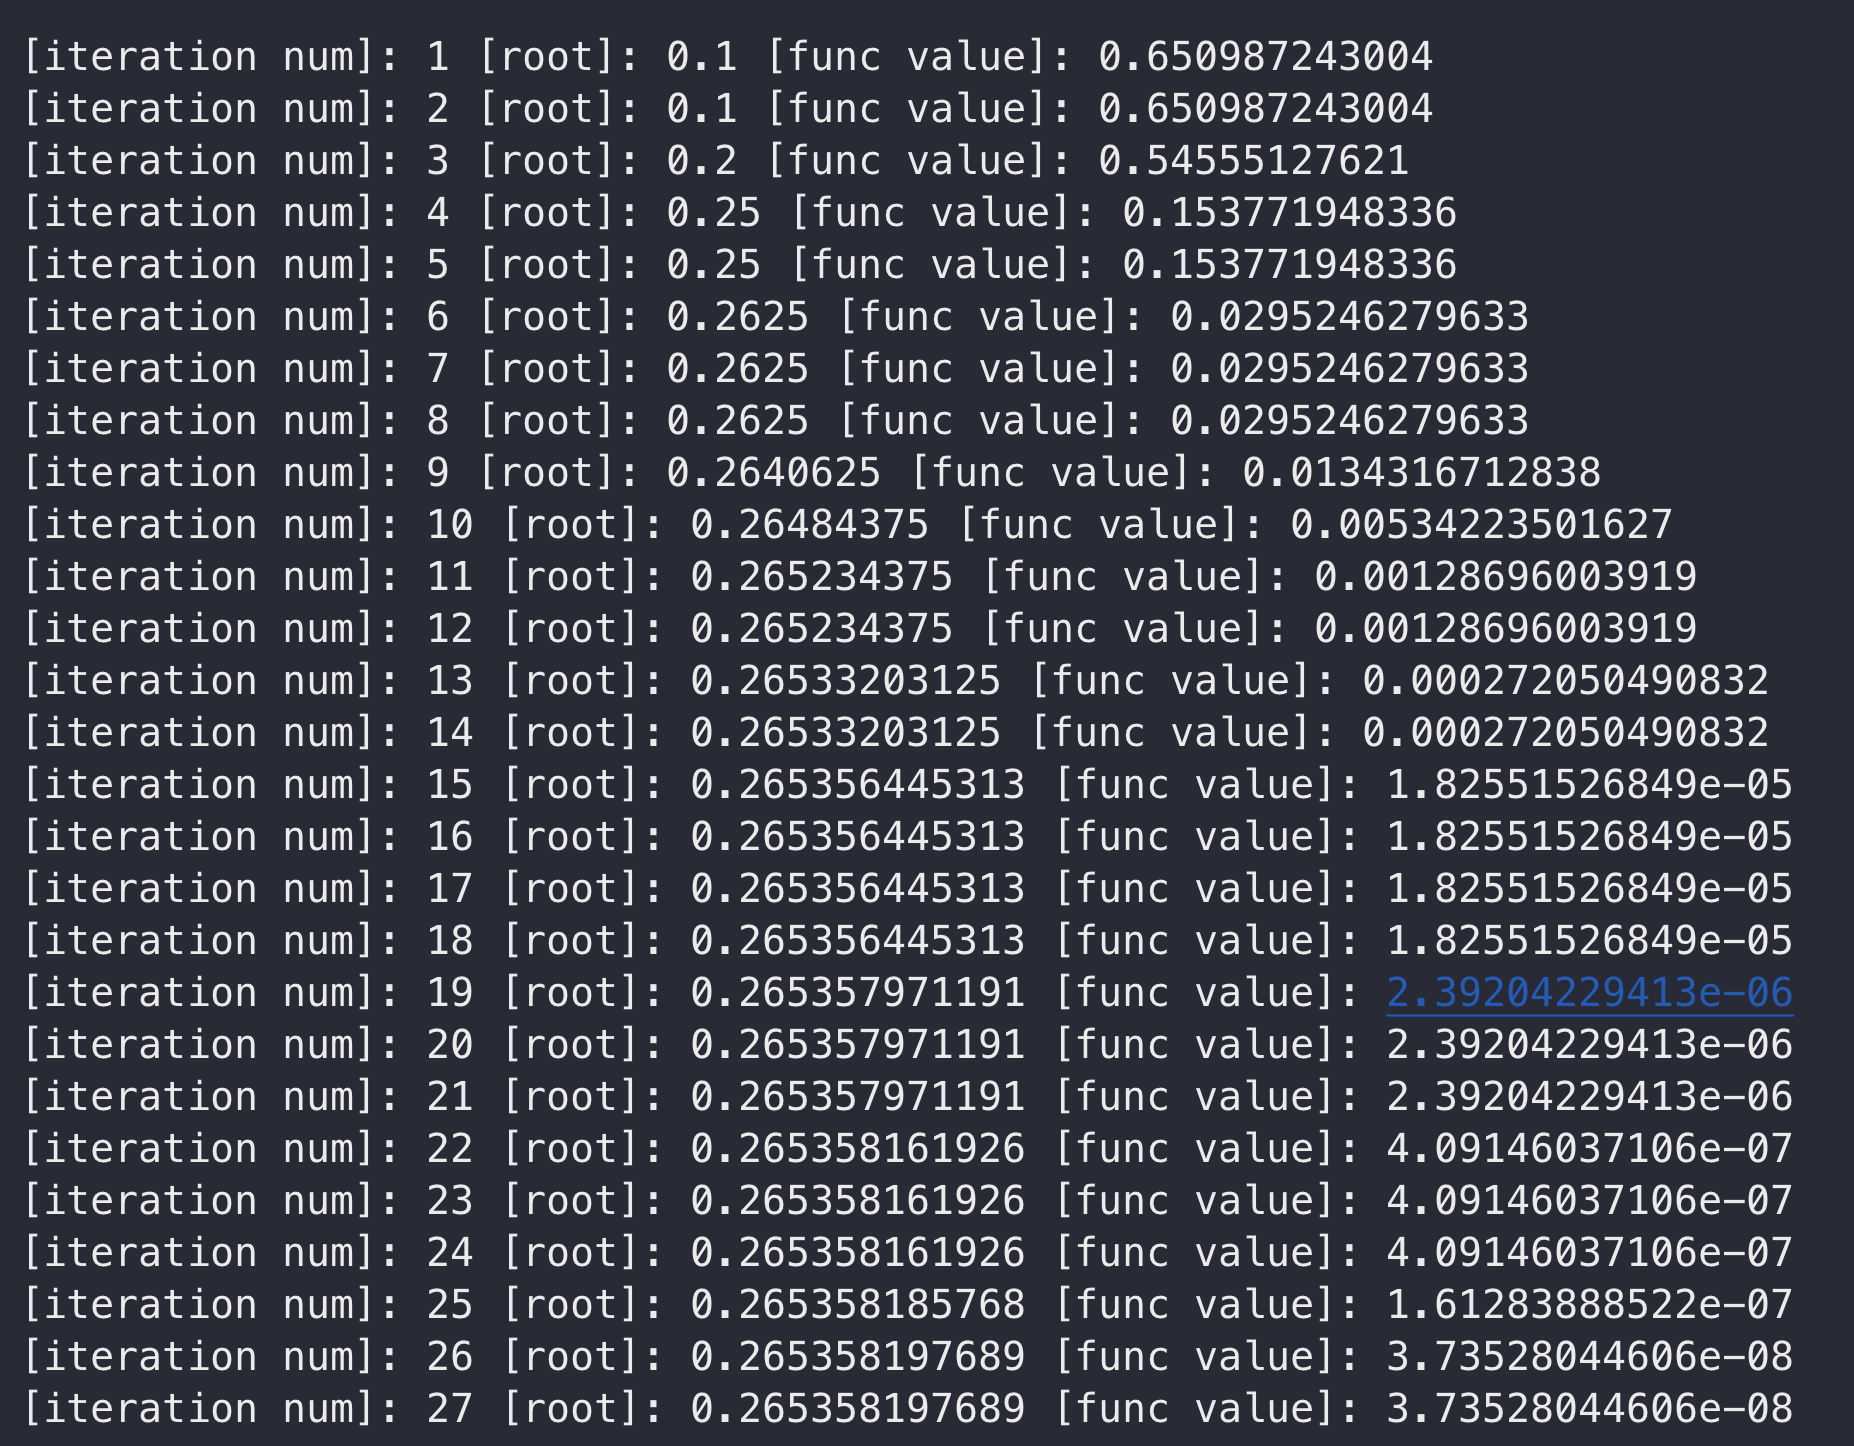 [iteration num]: 1 [root]: 0.1 [func value]: 0.650987243004
[iteration num]: 2 [root]: 0.1 [func value]: 0.650987243004
[iteration num]: 3 [root]: 0.2 [func value]: 0.54555127621
[iteration num]: 4 [root]: 0.25 [func value]: 0.153771948336
[iteration num]: 5 [root]: 0.25 [func value]: 0.153771948336
[iteration num]: 6 [root]: 0.2625 [func value]: 0.0295246279633
[iteration num]: 7 [root]: 0.2625 [func value]: 0.0295246279633
[iteration num]: 8 [root]: 0.2625 [func value]: 0.0295246279633
[iteration num]: 9 [root]: 0.2640625 [func value]: 0.0134316712838
[iteration num]: 10 [root]: 0.26484375 [func value]: 0.00534223501627
[iteration num]: 11 [root]: 0.265234375 [func value]: 0.00128696003919
[iteration num]: 12 [root]: 0.265234375 [func value]: 0.00128696003919
[iteration num]: 13 [root]: 0.26533203125 [func value]: 0.000272050490832
[iteration num]: 14 [root]: 0.26533203125 [func value]: 0.000272050490832
[iteration num]: 15 [root]: 0.265356445313 [func value]: 1.82551526849e-05
[iteration num]: 16 [root]: 0.265356445313 [func value]: 1.82551526849e-05
[iteration num]: 17 [root]: 0.265356445313 [func value]: 1.82551526849e-05
[iteration num]: 18 [root]: 0.265356445313 [func value]: 1.82551526849e-05
[iteration num]: 19 [root]: 0.265357971191 [func value]: 2.39204229413e-06
[iteration num]: 20 [root]: 0.265357971191 [func value]: 2.39204229413e-06
[iteration num]: 21 [root]: 0.265357971191 [func value]: 2.39204229413e-06
[iteration num]: 22 [root]: 0.265358161926 [func value]: 4.09146037106e-07
[iteration num]: 23 [root]: 0.265358161926 [func value]: 4.09146037106e-07
[iteration num]: 24 [root]: 0.265358161926 [func value]: 4.09146037106e-07
[iteration num]: 25 [root]: 0.265358185768 [func value]: 1.61283888522e-07
[iteration num]: 26 [root]: 0.265358197689 [func value]: 3.73528044606e-08
[iteration num]: 27 [root]: 0.265358197689 [func value]: 3.73528044606e-08